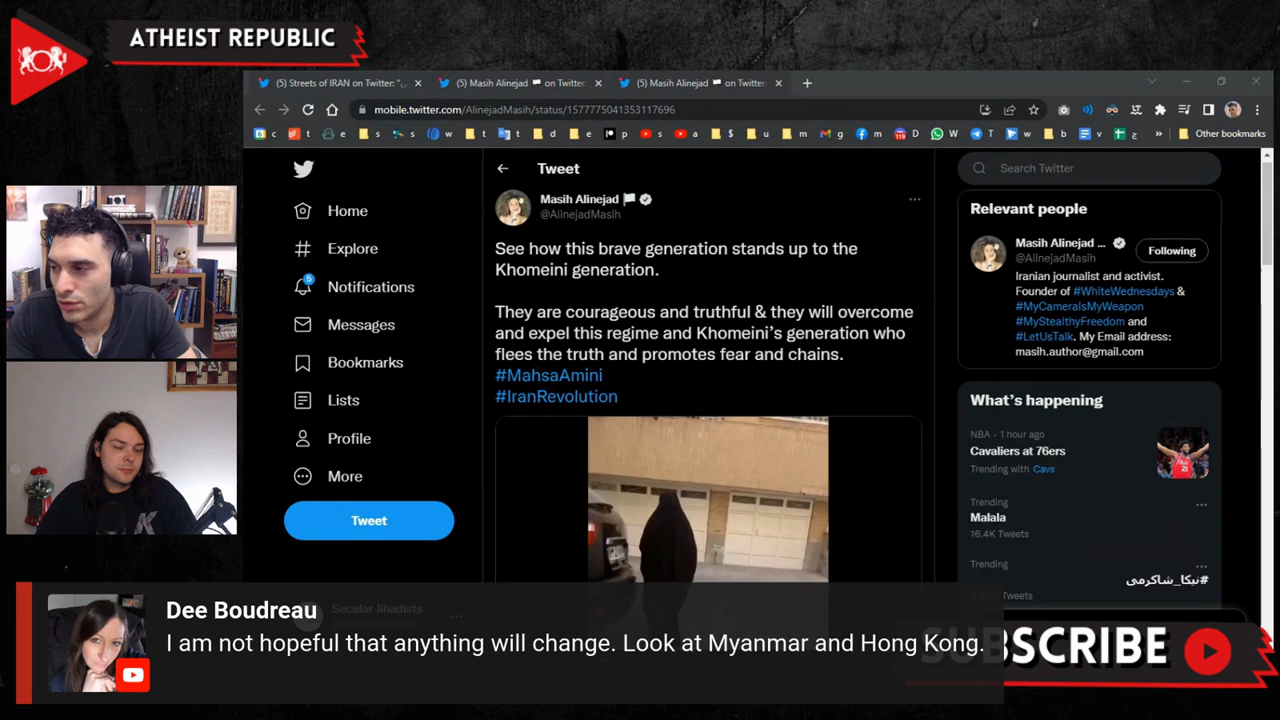 ATHEIST REPUBLIC
(5) Streets of IRAN on Twitter: "
(5) Masih Alinejad 🏳 on Twitter:
(5) Masih Alinejad 🏳 on Twitter:
mobile.twitter.com/AlinejadMasih/status/1577775041353117696
c t e s s w t d e p s a $ u m g m D W T w b v ح » Other bookmarks
Tweet
Search Twitter
Masih Alinejad 🏳
@AlinejadMasih
See how this brave generation stands up to the
Khomeini generation.
They are courageous and truthful & they will overcome
and expel this regime and Khomeini's generation who
flees the truth and promotes fear and chains.
#MahsaAmini
#IranRevolution
Home
Explore
5
Notifications
Messages
Bookmarks
Lists
Profile
More
Tweet
Secular Jihadists
Relevant people
Masih Alinejad ...
@AlinejadMasih
Following
Iranian journalist and activist.
Founder of #WhiteWednesdays &
#MyCameraIsMyWeapon
#MyStealthyFreedom and
#LetUsTalk. My Email address:
masih.author@gmail.com
What's happening
NBA · 1 hour ago
Cavaliers at 76ers
Trending with Cavs
Trending
Malala
16.4K Tweets
Trending
#نیکا_شاکرمی
Tweets
Dee Boudreau
I am not hopeful that anything will change. Look at Myanmar and Hong Kong.
SUBSCRIBE